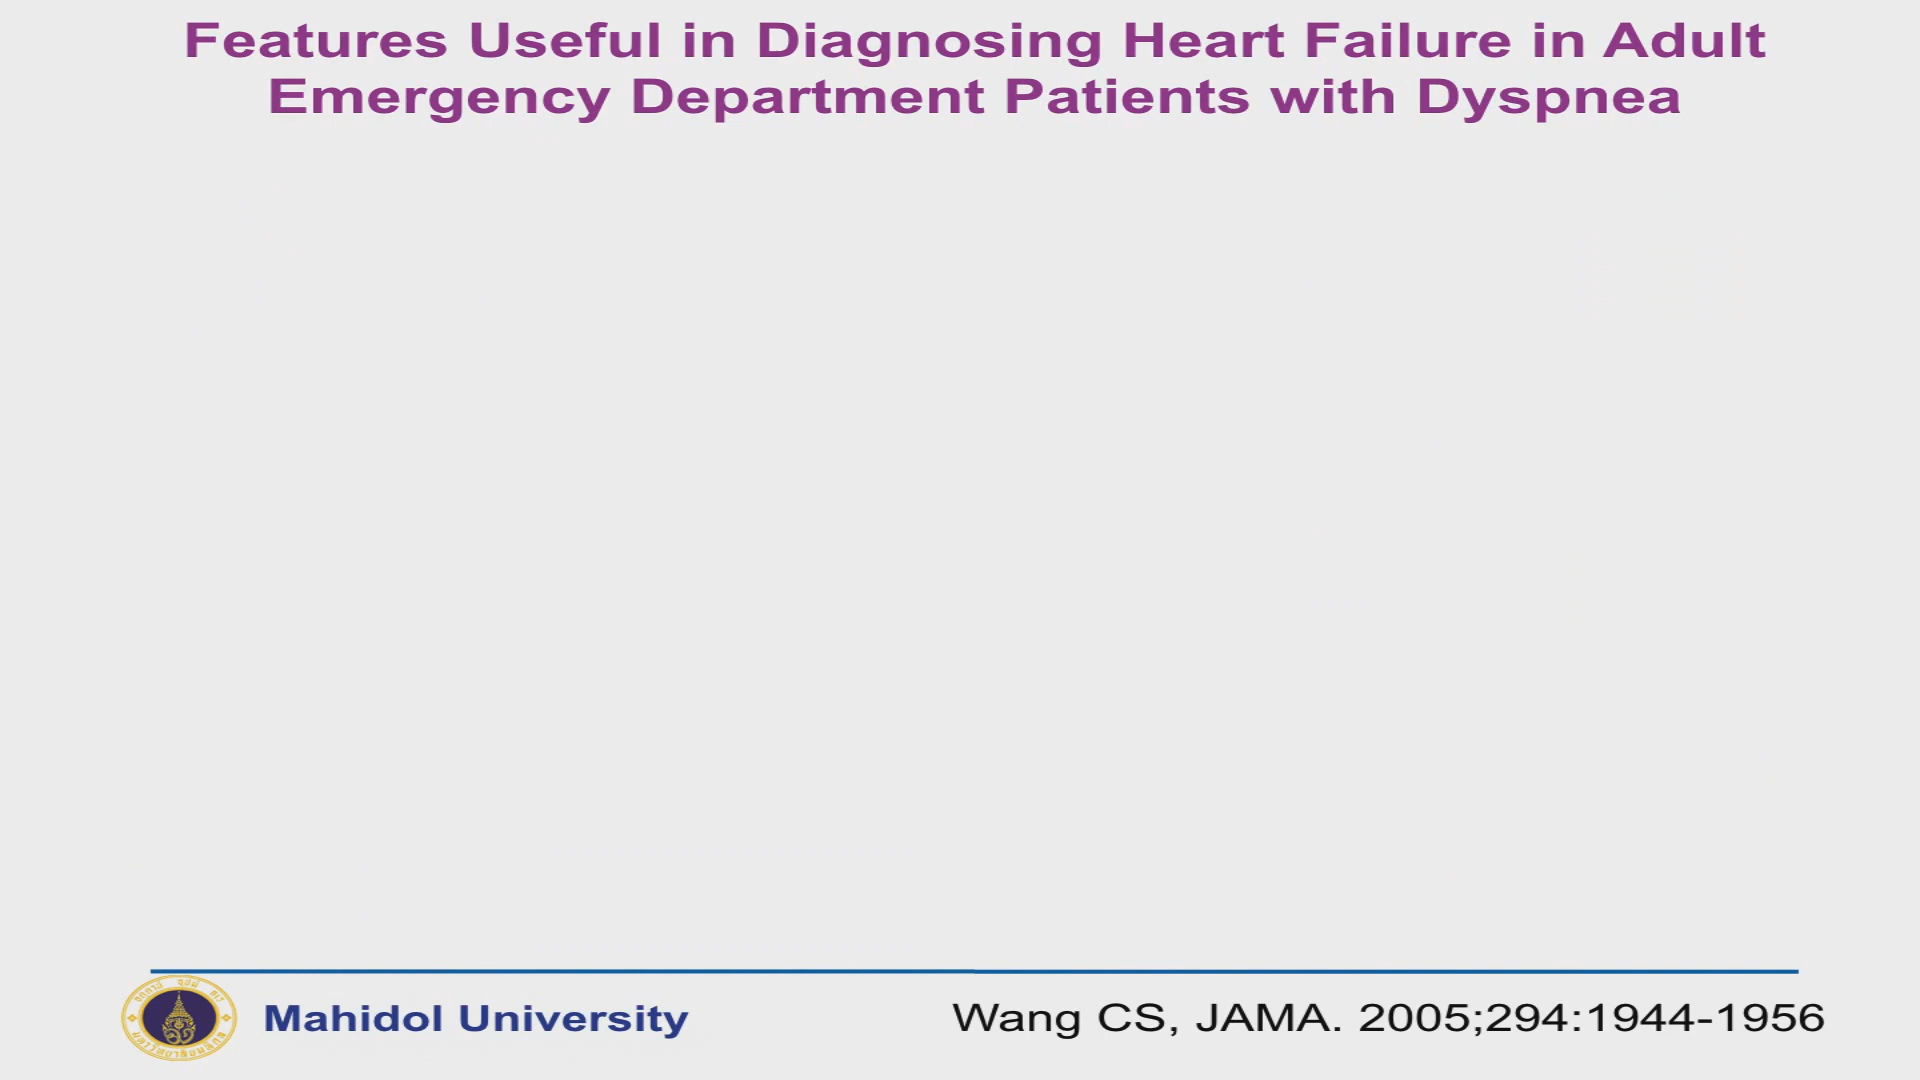 Features Useful in Diagnosing Heart Failure in Adult
Emergency Department Patients with Dyspnea
Mahidol University
Wang CS, JAMA. 2005;294:1944-1956